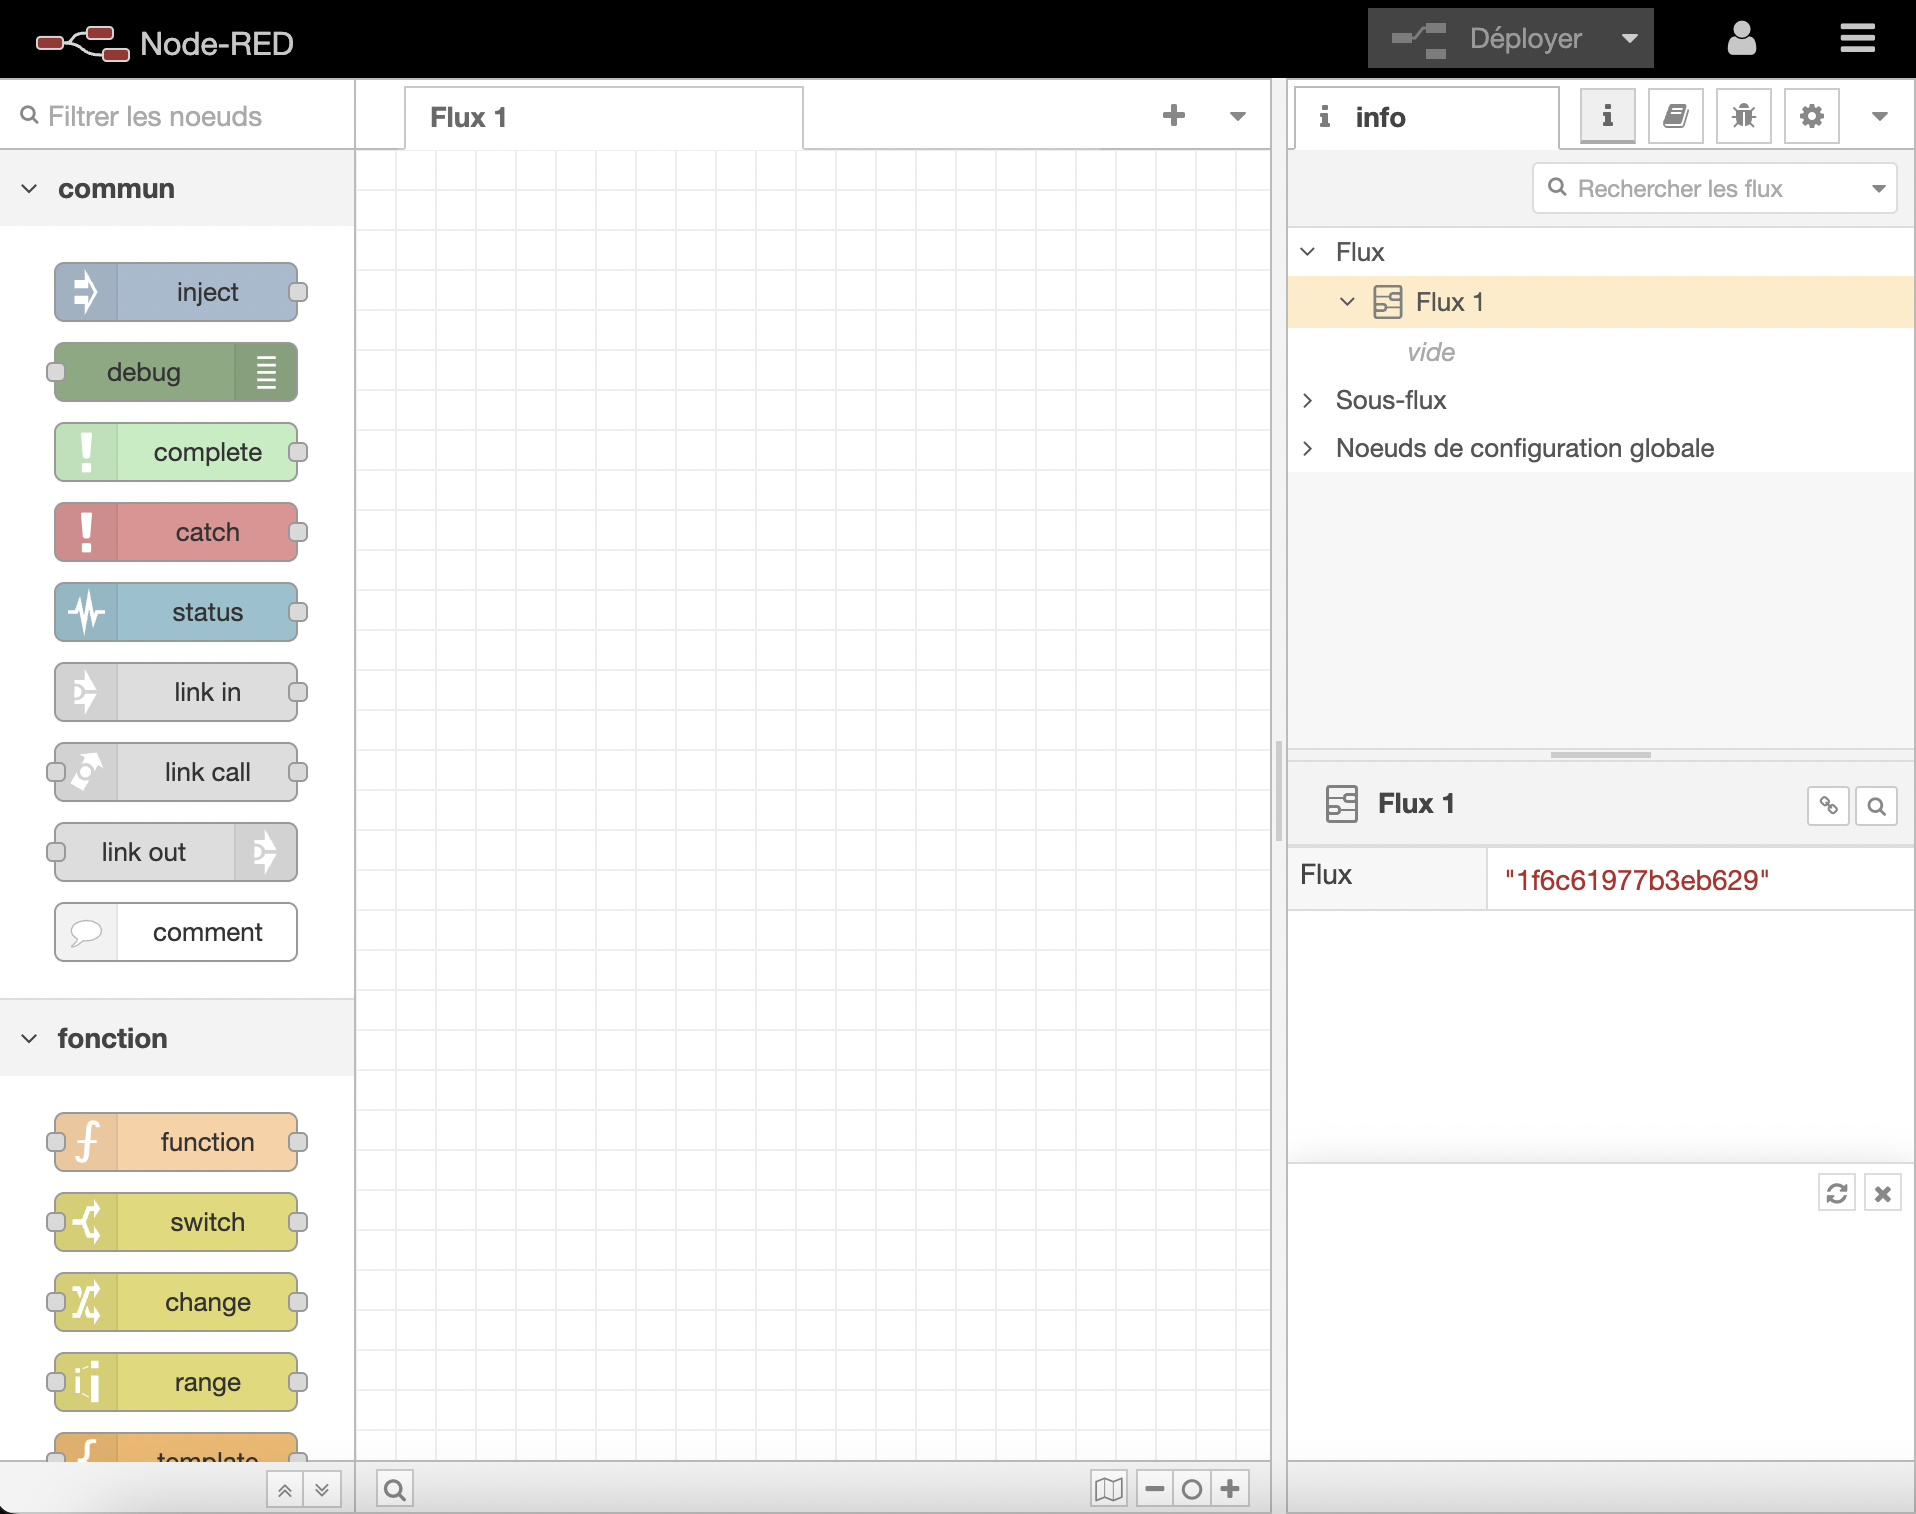 Node-RED
Déployer
Filtrer les noeuds
Flux 1
info
commun
Rechercher les flux
Flux
Flux 1
vide
Sous-flux
Noeuds de configuration globale
inject
debug
complete
catch
status
link in
link call
link out
comment
Flux 1
Flux
"1f6c61977b3eb629"
fonction
function
switch
change
range
template